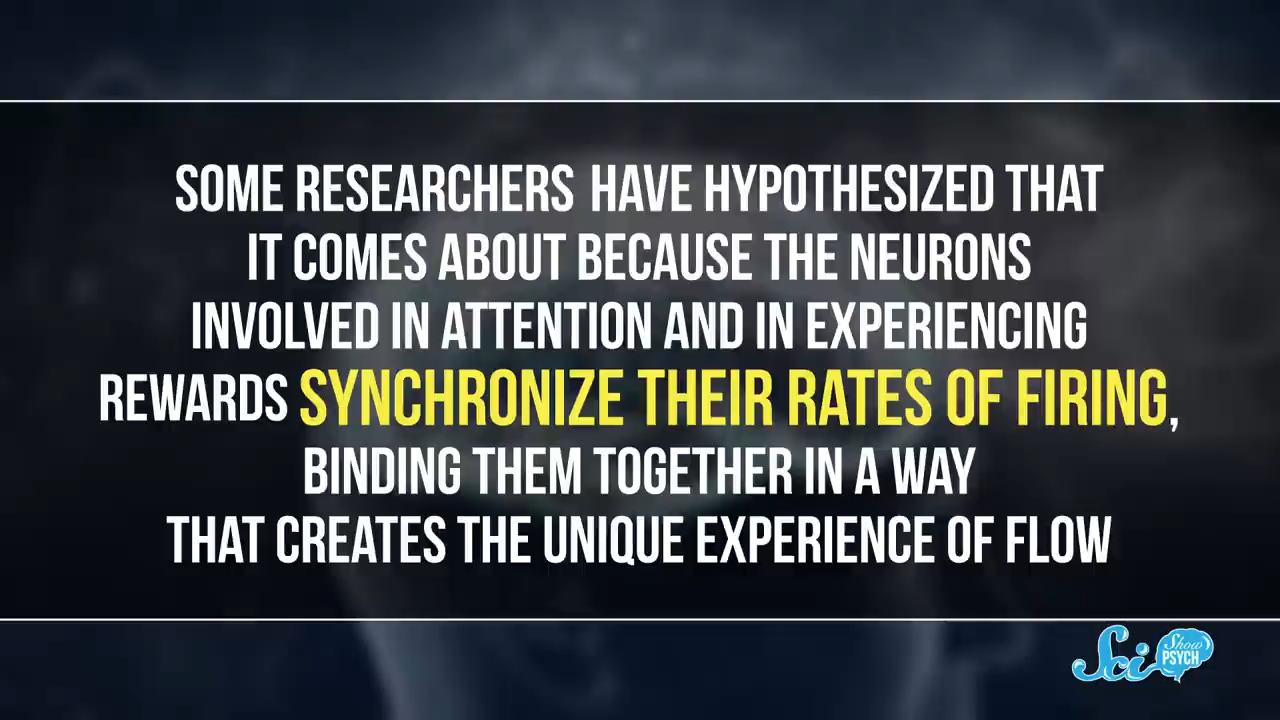 SOME RESEARCHERS HAVE HYPOTHESIZED THAT
IT COMES ABOUT BECAUSE THE NEURONS
INVOLVED IN ATTENTION AND IN EXPERIENCING
REWARDS SYNCHRONIZE THEIR RATES OF FIRING,
BINDING THEM TOGETHER IN A WAY
THAT CREATES THE UNIQUE EXPERIENCE OF FLOW
Sci Show
PSYCH